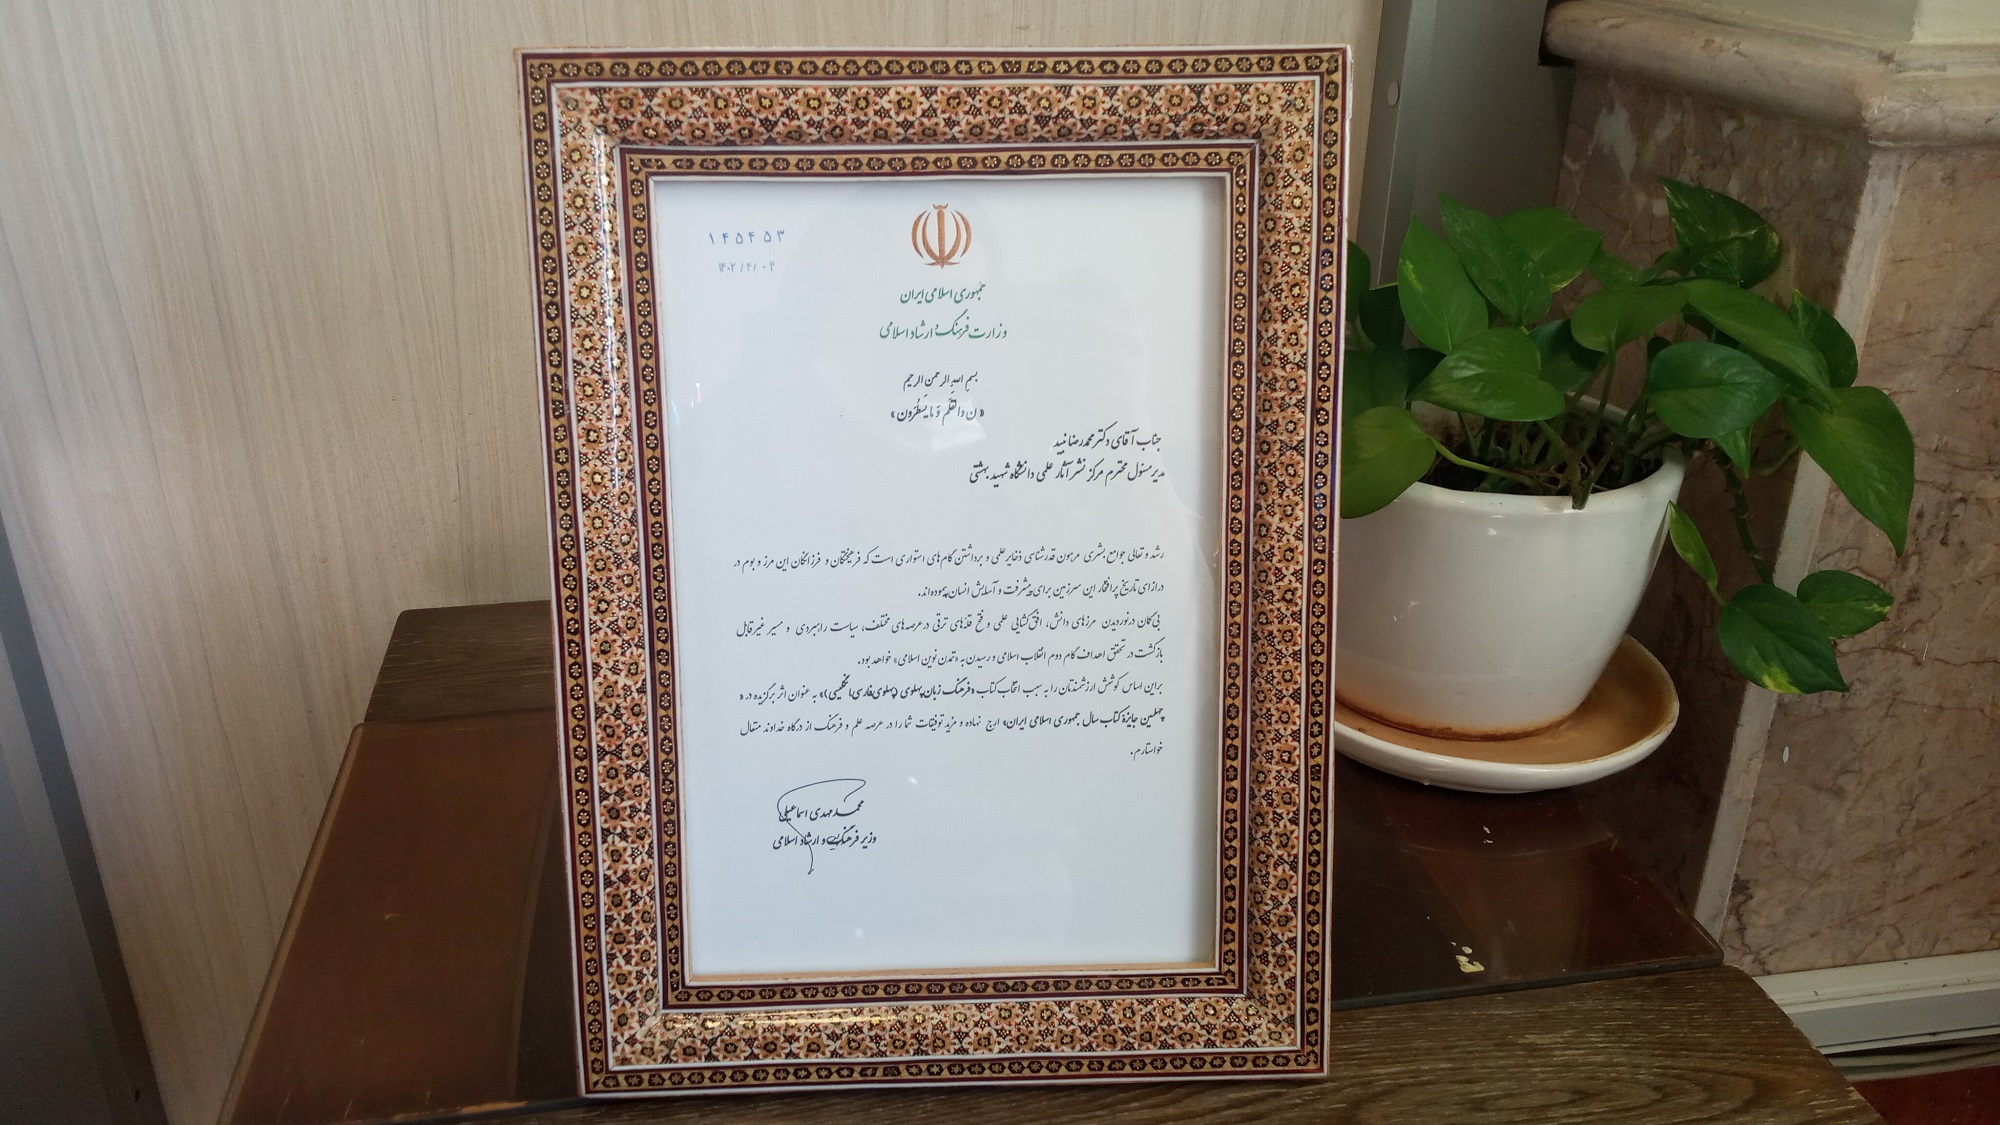 ۱۴۵۴۵۳
۱۴۰۲/۴/۰۴
جمهوری اسلامی ایران
وزارت فرهنگ و ارشاد اسلامی
بسم الله الرحمن الرحیم
«ن وَالقَلَم وَ ما یَسطُرُون»
جناب آقای دکتر محمدرضا نبید
مدیر مسئول محترم مرکز نشر آثار علمی دانشگاه شهید بهشتی
رشد و تعالی جوامع بشری مرهون قدرشناسی ذخایر علمی و برداشتن گام‌های استواری است که فرهیختگان و فرزانگان این مرز و بوم در
درازای تاریخ پرافتخار این سرزمین برای پیشرفت و آسایش انسان پیموده‌اند.
بی‌گمان درنوردیدن مرزهای دانش، افق‌گشایی علمی و فتح قله‌های ترقی در عرصه‌های مختلف، سیاست راهبردی و مسیر غیرقابل
بازگشت در تحقق اهداف گام دوم انقلاب اسلامی و رسیدن به «تمدن نوین اسلامی» خواهد بود.
براین اساس کوشش ارزشمندتان را به سبب انتخاب کتاب «فرهنگ زبان پهلوی (پهلوی‌فارسی‌انگلیسی)» به عنوان اثر برگزیده در «
چهلمین جایزهٔ کتاب سال جمهوری اسلامی ایران» ارج نهاده و مزید توفیقات شما را در عرصه علم و فرهنگ از درگاه خداوند متعال
خواستارم.
محمدمهدی اسماعیلی
وزیر فرهنگ و ارشاد اسلامی